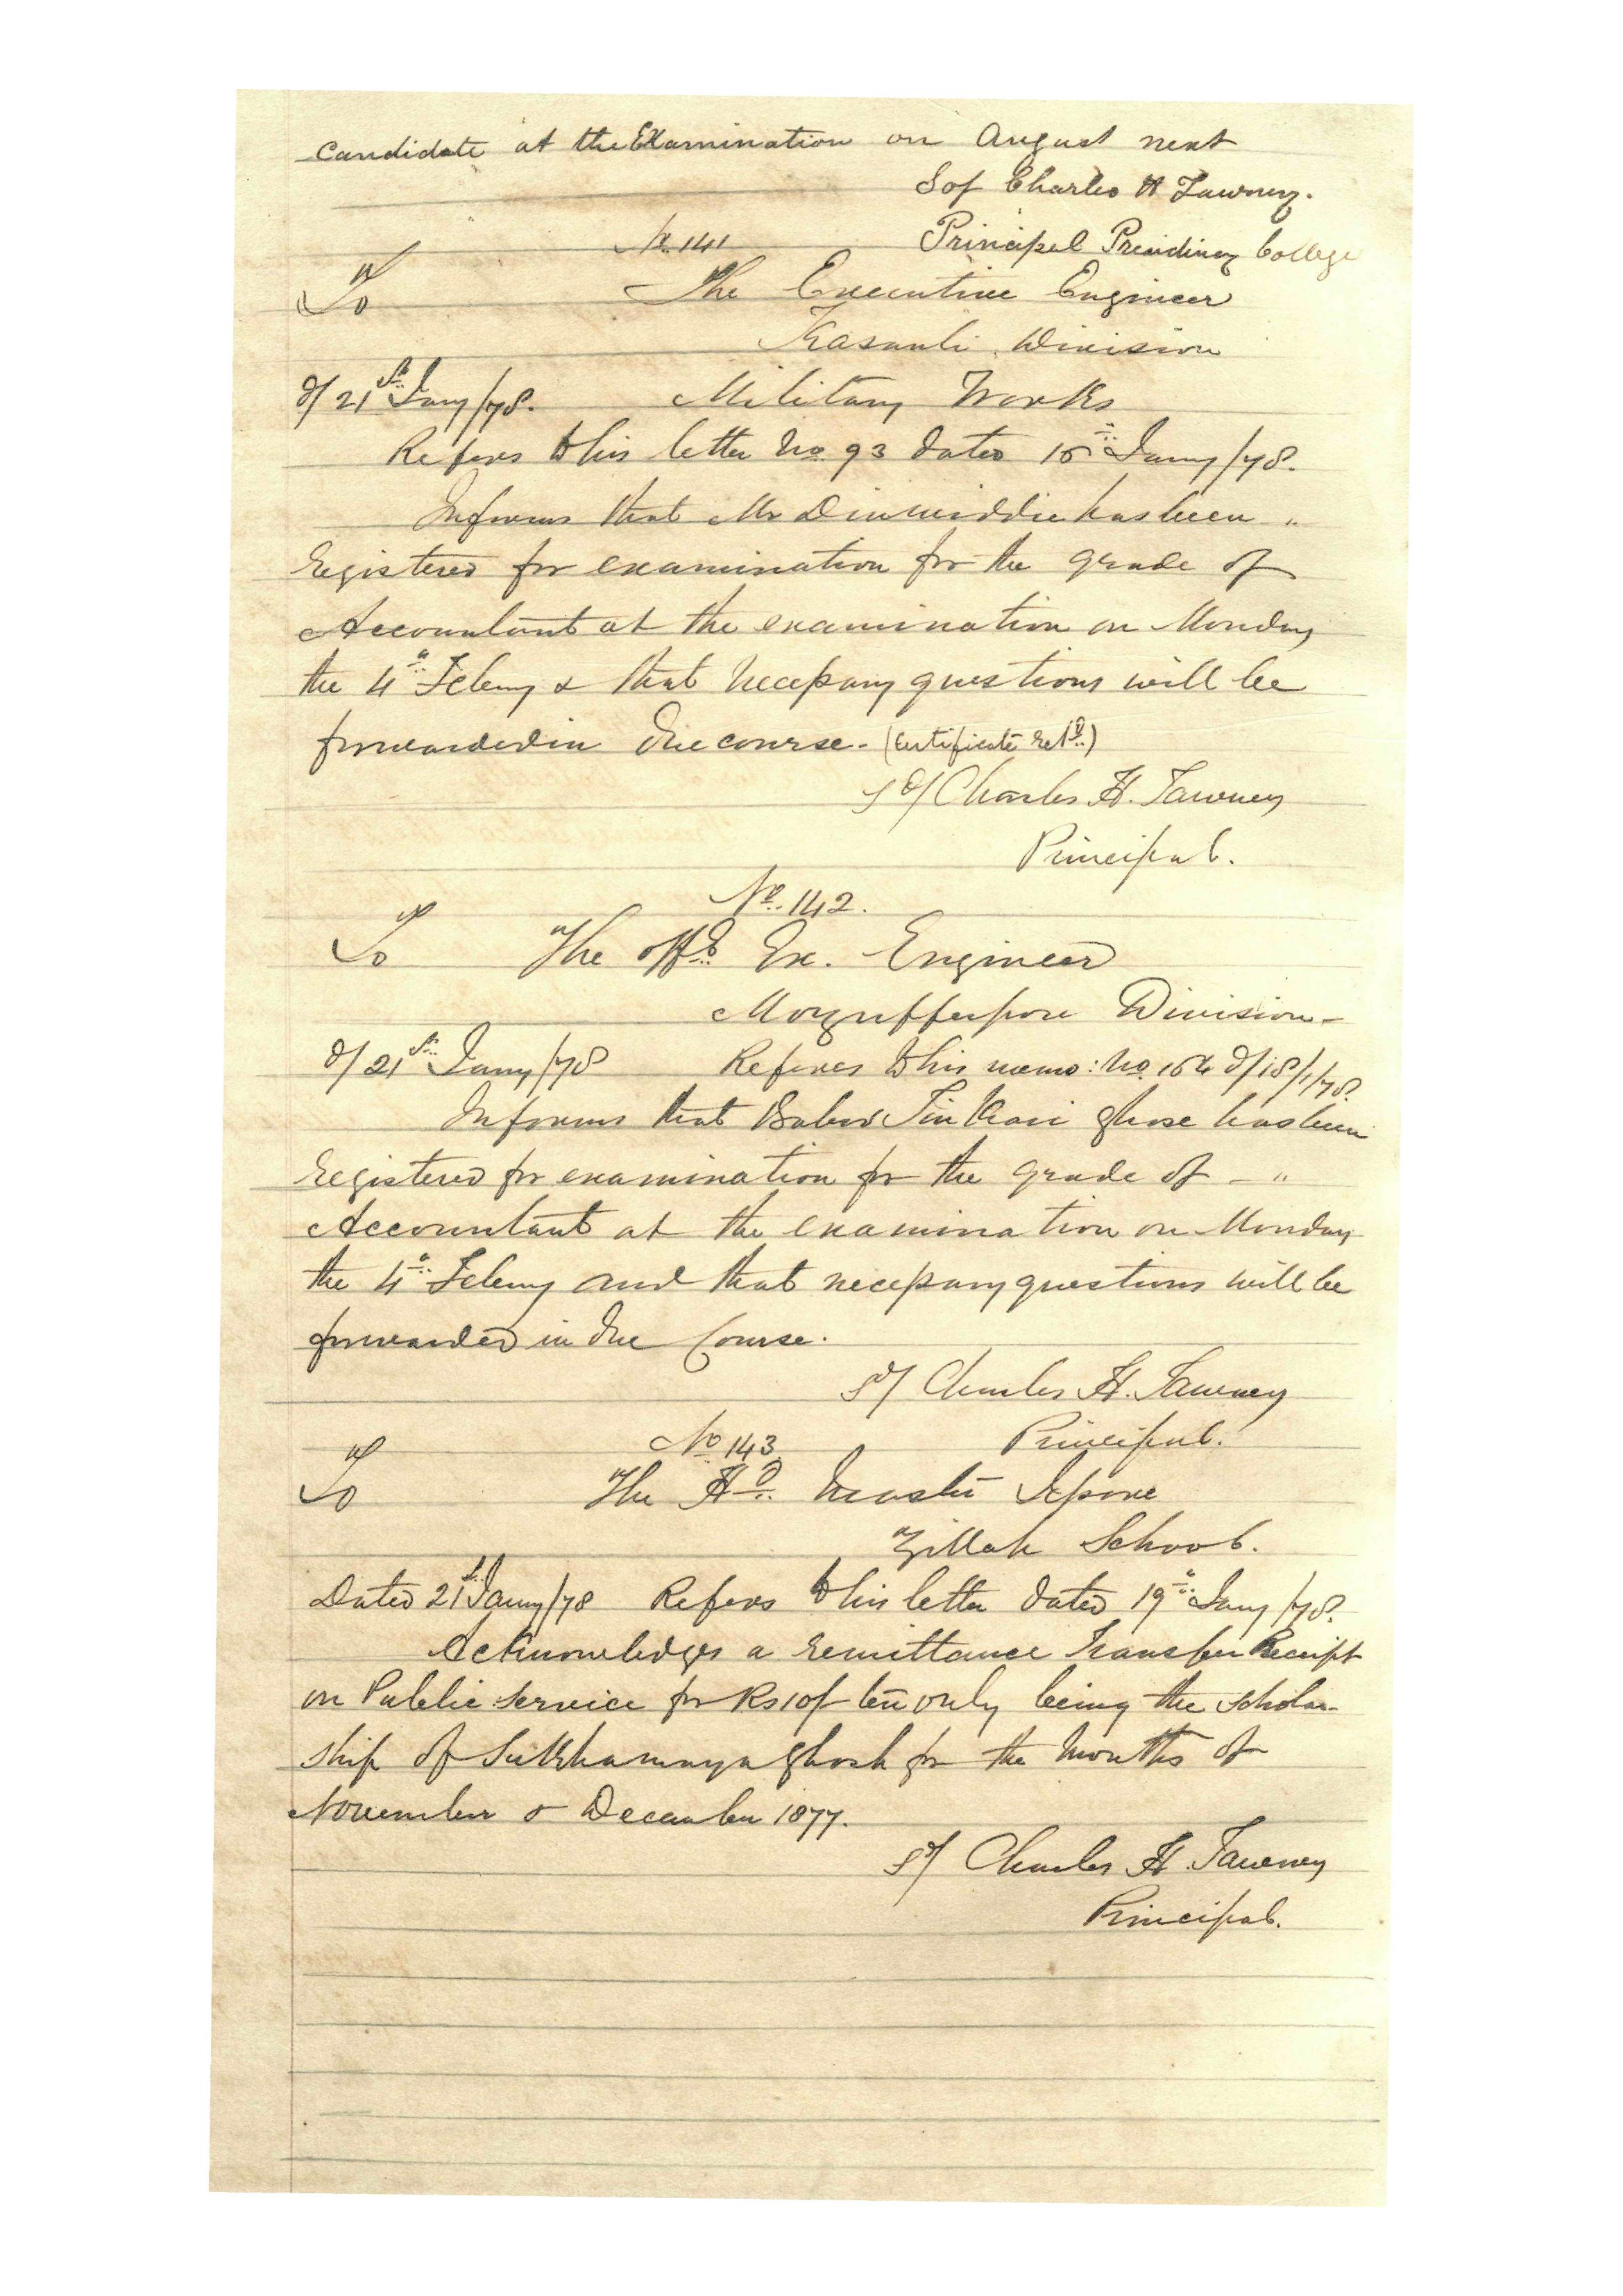 candidate at the Examination on August next
Sd/ Charles H Tawney.
No. 141 Principal Presidency College
To The Executive Engineer
Kasauli Division
d/ 21st Jany/78. Military Works
Refers to his letter No 93 dated 15th Jany/78.
Informs that Mr Dinwiddie has been "
registered for examination for the grade of
Accountant at the examination on Monday
the 4th Febuy & that necessary questions will be
forwarded in due course. (Certificate retd.)
Sd/ Charles H. Tawney
Principal.
No. 142.
To The Offg. Ex. Engineer
Mozufferpore Division
d/ 21st Jany/78 Refers to his memo: No. 164 d/18/1/78.
Informs that Baboo Tin Kari Ghose has been
registered for examination for the grade of - "
Accountant at the examination on Monday
the 4th Febuy and that necessary questions will be
forwarded in due Course.
Sd/ Charles H. Tawney
No 143 Principal.
To The Hd. Master
Zillah School.
Dated 21st Jany/78 Refers to his letter dated 19th Jany/78.
Acknowledges a remittance Transfer Receipt
on Public Service for Rs 10/- ten only being the scholar-
ship of Sukhamaya Ghosh for the months of
November & December 1877.
Sd/ Charles H. Tawney
Principal.